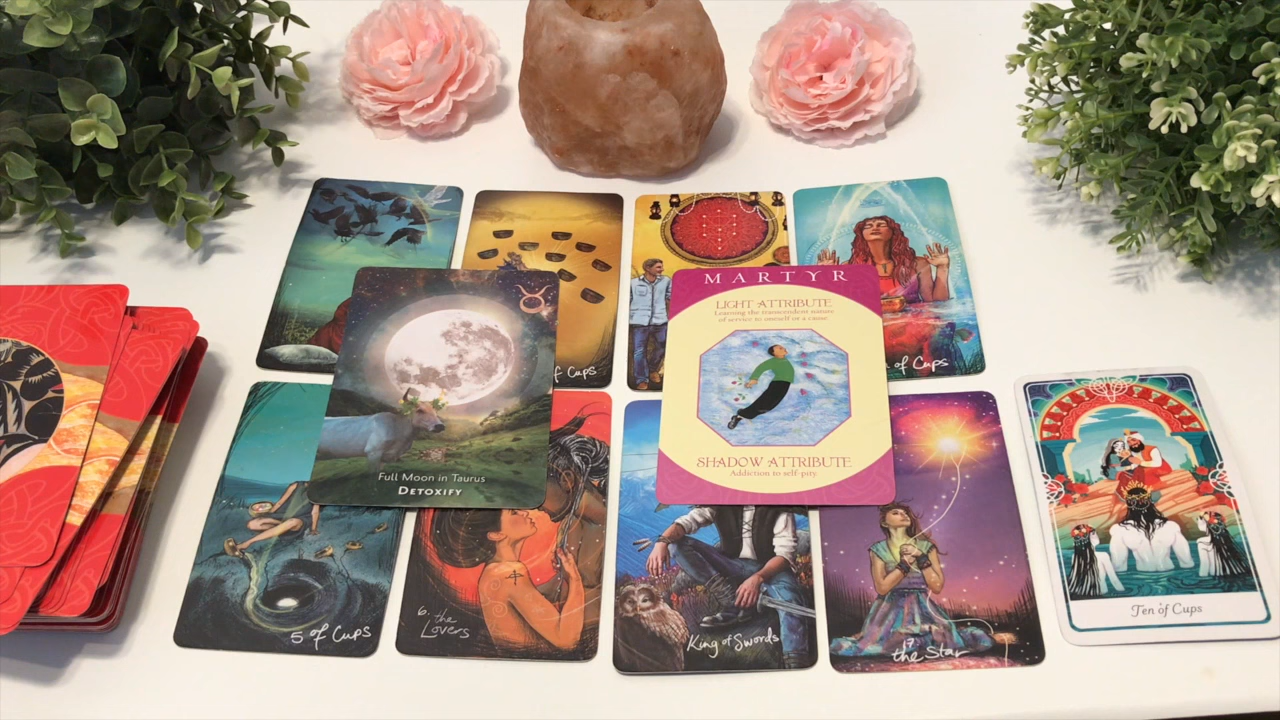 MARTYR
LIGHT ATTRIBUTE
Learning the transcendent nature
of service to oneself or a cause.
SHADOW ATTRIBUTE
Addiction to self-pity.
f Cups
of Cups
Full Moon in Taurus
DETOXIFY
5 of Cups
6. the
Lovers
King of Swords
17
the Star
Ten of Cups